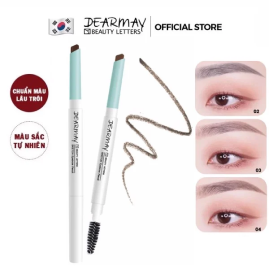 DEARMAY
BEAUTY LETTERS
OFFICIAL STORE
CHUẨN MÀU
LÂU TRÔI
MÀU SẮC
TỰ NHIÊN
DEARMAY
DEARMAY
02
03
04